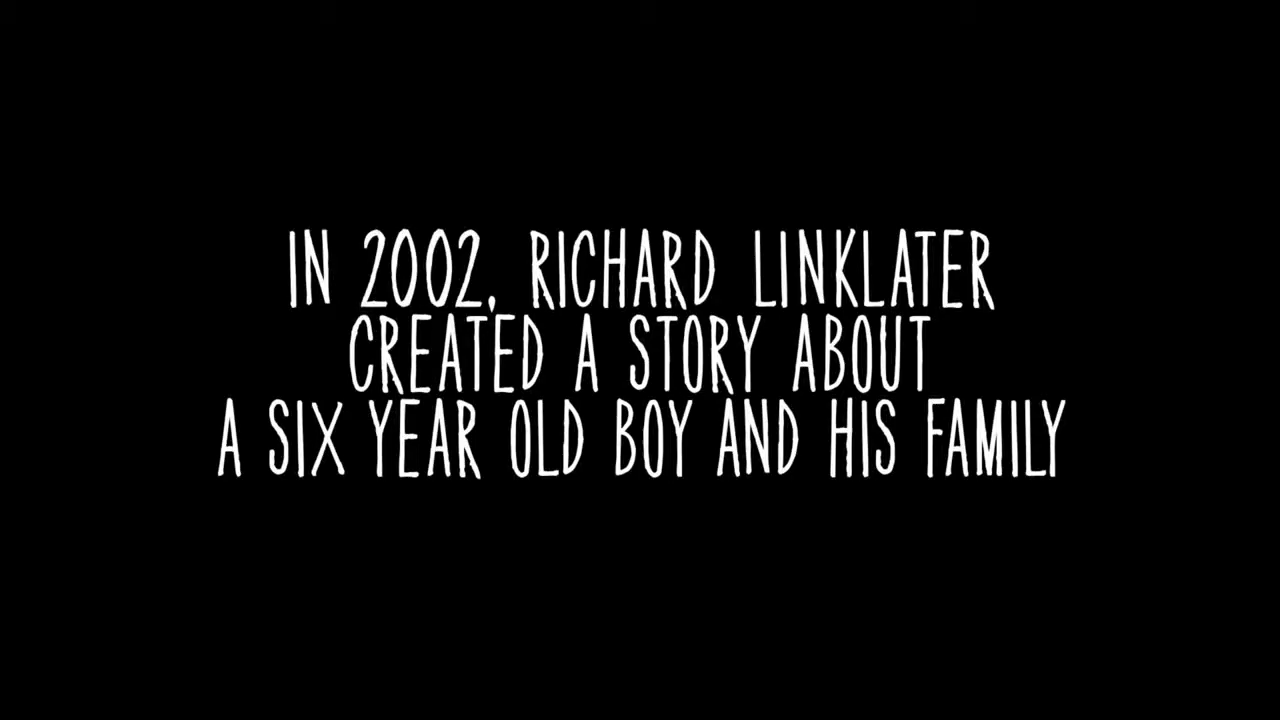 IN 2002, RICHARD LINKLATER
CREATED A STORY ABOUT
A SIX YEAR OLD BOY AND HIS FAMILY